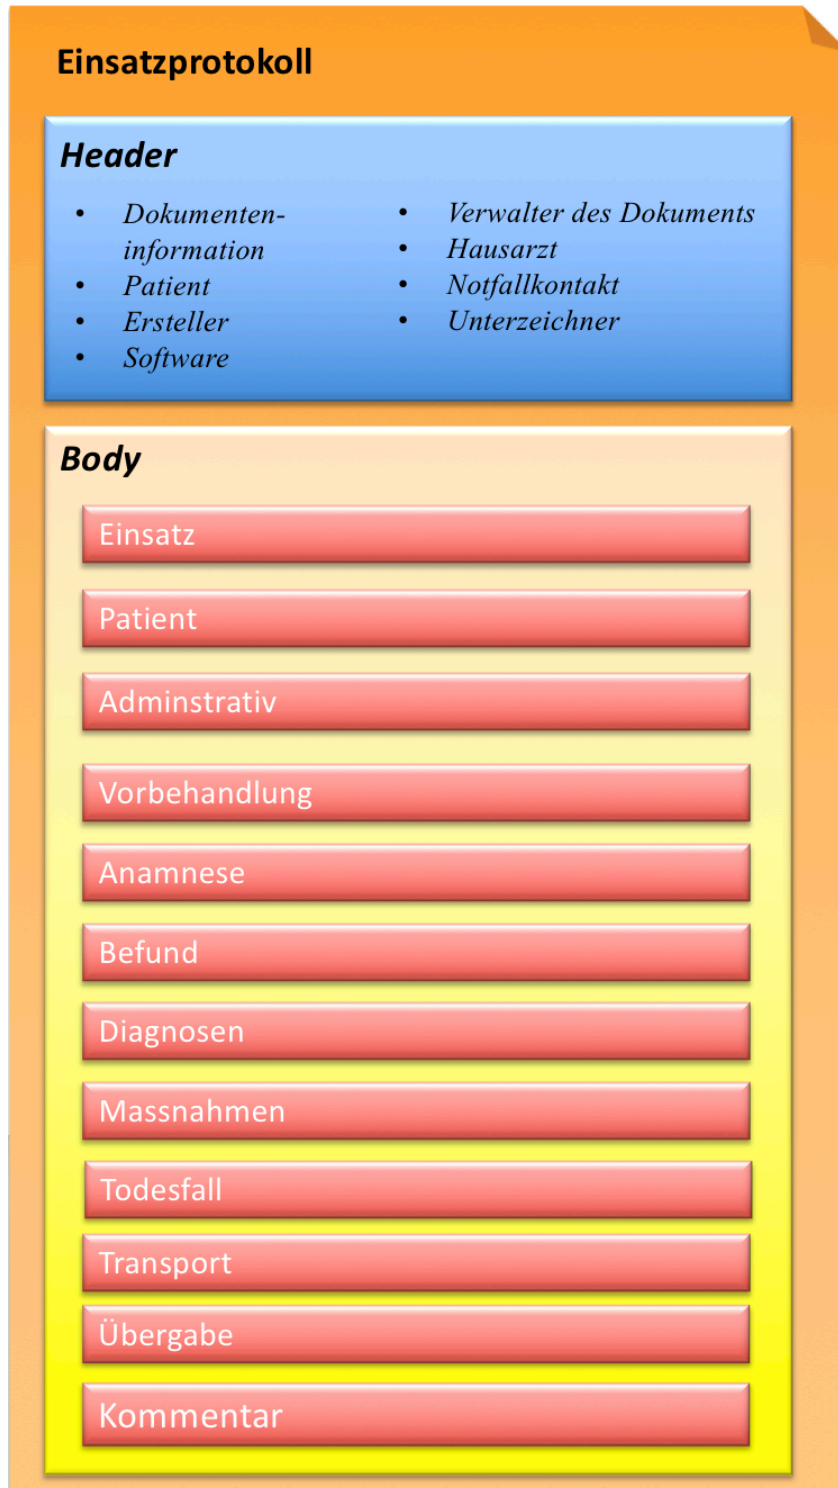 Einsatzprotokoll
Header
• Dokumenten-
information
• Patient
• Ersteller
• Software
• Verwalter des Dokuments
• Hausarzt
• Notfallkontakt
• Unterzeichner
Body
Einsatz
Patient
Adminstrativ
Vorbehandlung
Anamnese
Befund
Diagnosen
Massnahmen
Todesfall
Transport
Übergabe
Kommentar